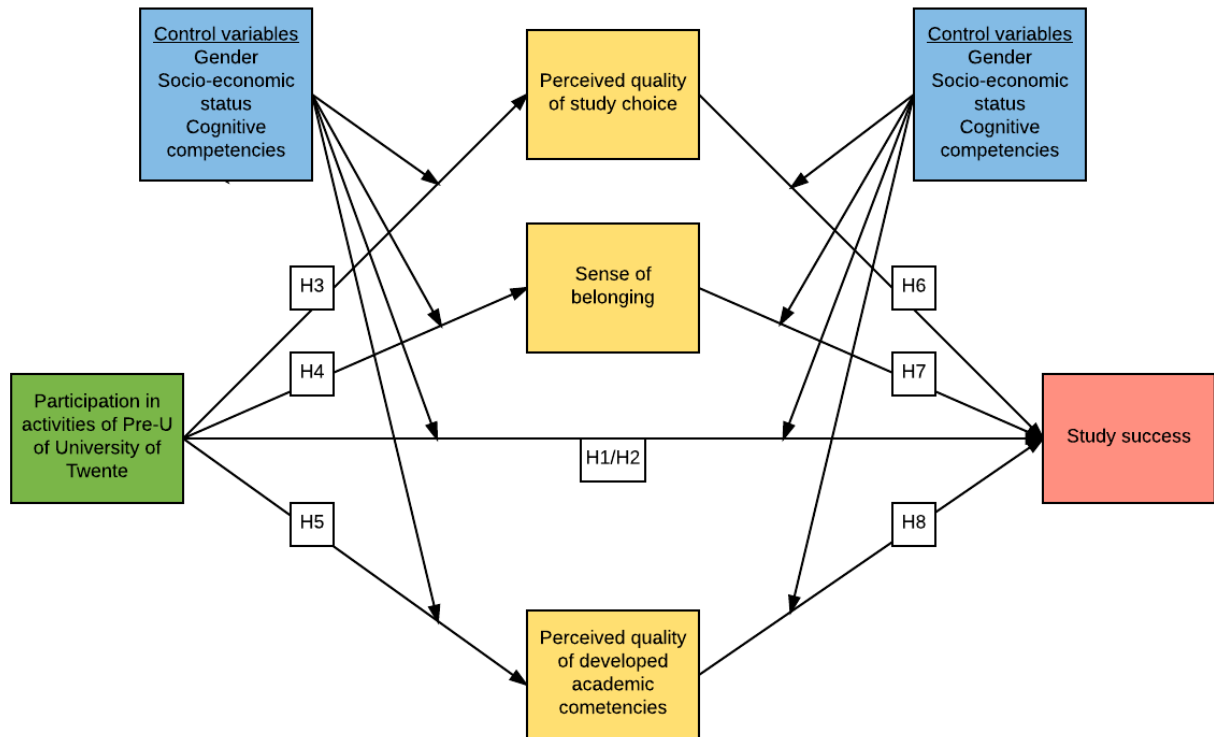 Control variables
Gender
Socio-economic
status
Cognitive
competencies
Perceived quality
of study choice
Control variables
Gender
Socio-economic
status
Cognitive
competencies
H3
Sense of
belonging
H6
H4
H7
Participation in
activities of Pre-U
of University of
Twente
H1/H2
Study success
H5
H8
Perceived quality
of developed
academic
cometencies